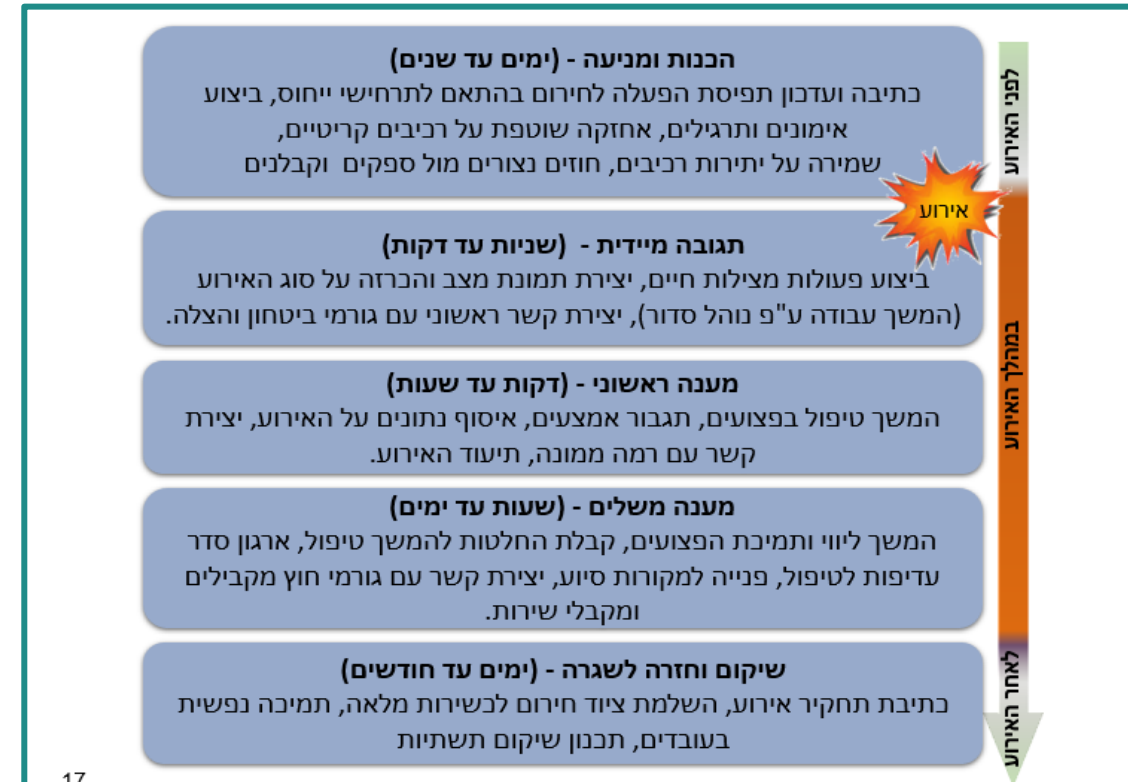 הכנות ומניעה - (ימים עד שנים)
כתיבה ועדכון תפיסת הפעלה לחירום בהתאם לתרחישי ייחוס, ביצוע
אימונים ותרגילים, אחזקה שוטפת על רכיבים קריטיים,
שמירה על יתירות רכיבים, חוזים נצורים מול ספקים וקבלנים
לפני האירוע
אירוע
תגובה מיידית - (שניות עד דקות)
ביצוע פעולות מצילות חיים, יצירת תמונת מצב והכרזה על סוג האירוע
(המשך עבודה ע"פ נוהל סדור), יצירת קשר ראשוני עם גורמי ביטחון והצלה.
במהלך האירוע
מענה ראשוני - (דקות עד שעות)
המשך טיפול בפצועים, תגבור אמצעים, איסוף נתונים על האירוע, יצירת
קשר עם רמה ממונה, תיעוד האירוע.
מענה משלים - (שעות עד ימים)
המשך ליווי ותמיכת הפצועים, קבלת החלטות להמשך טיפול, ארגון סדר
עדיפות לטיפול, פנייה למקורות סיוע, יצירת קשר עם גורמי חוץ מקבילים
ומקבלי שירות.
שיקום וחזרה לשגרה - (ימים עד חודשים)
כתיבת תחקיר אירוע, השלמת ציוד חירום לכשירות מלאה, תמיכה נפשית
בעובדים, תכנון שיקום תשתיות
לאחר האירוע
17